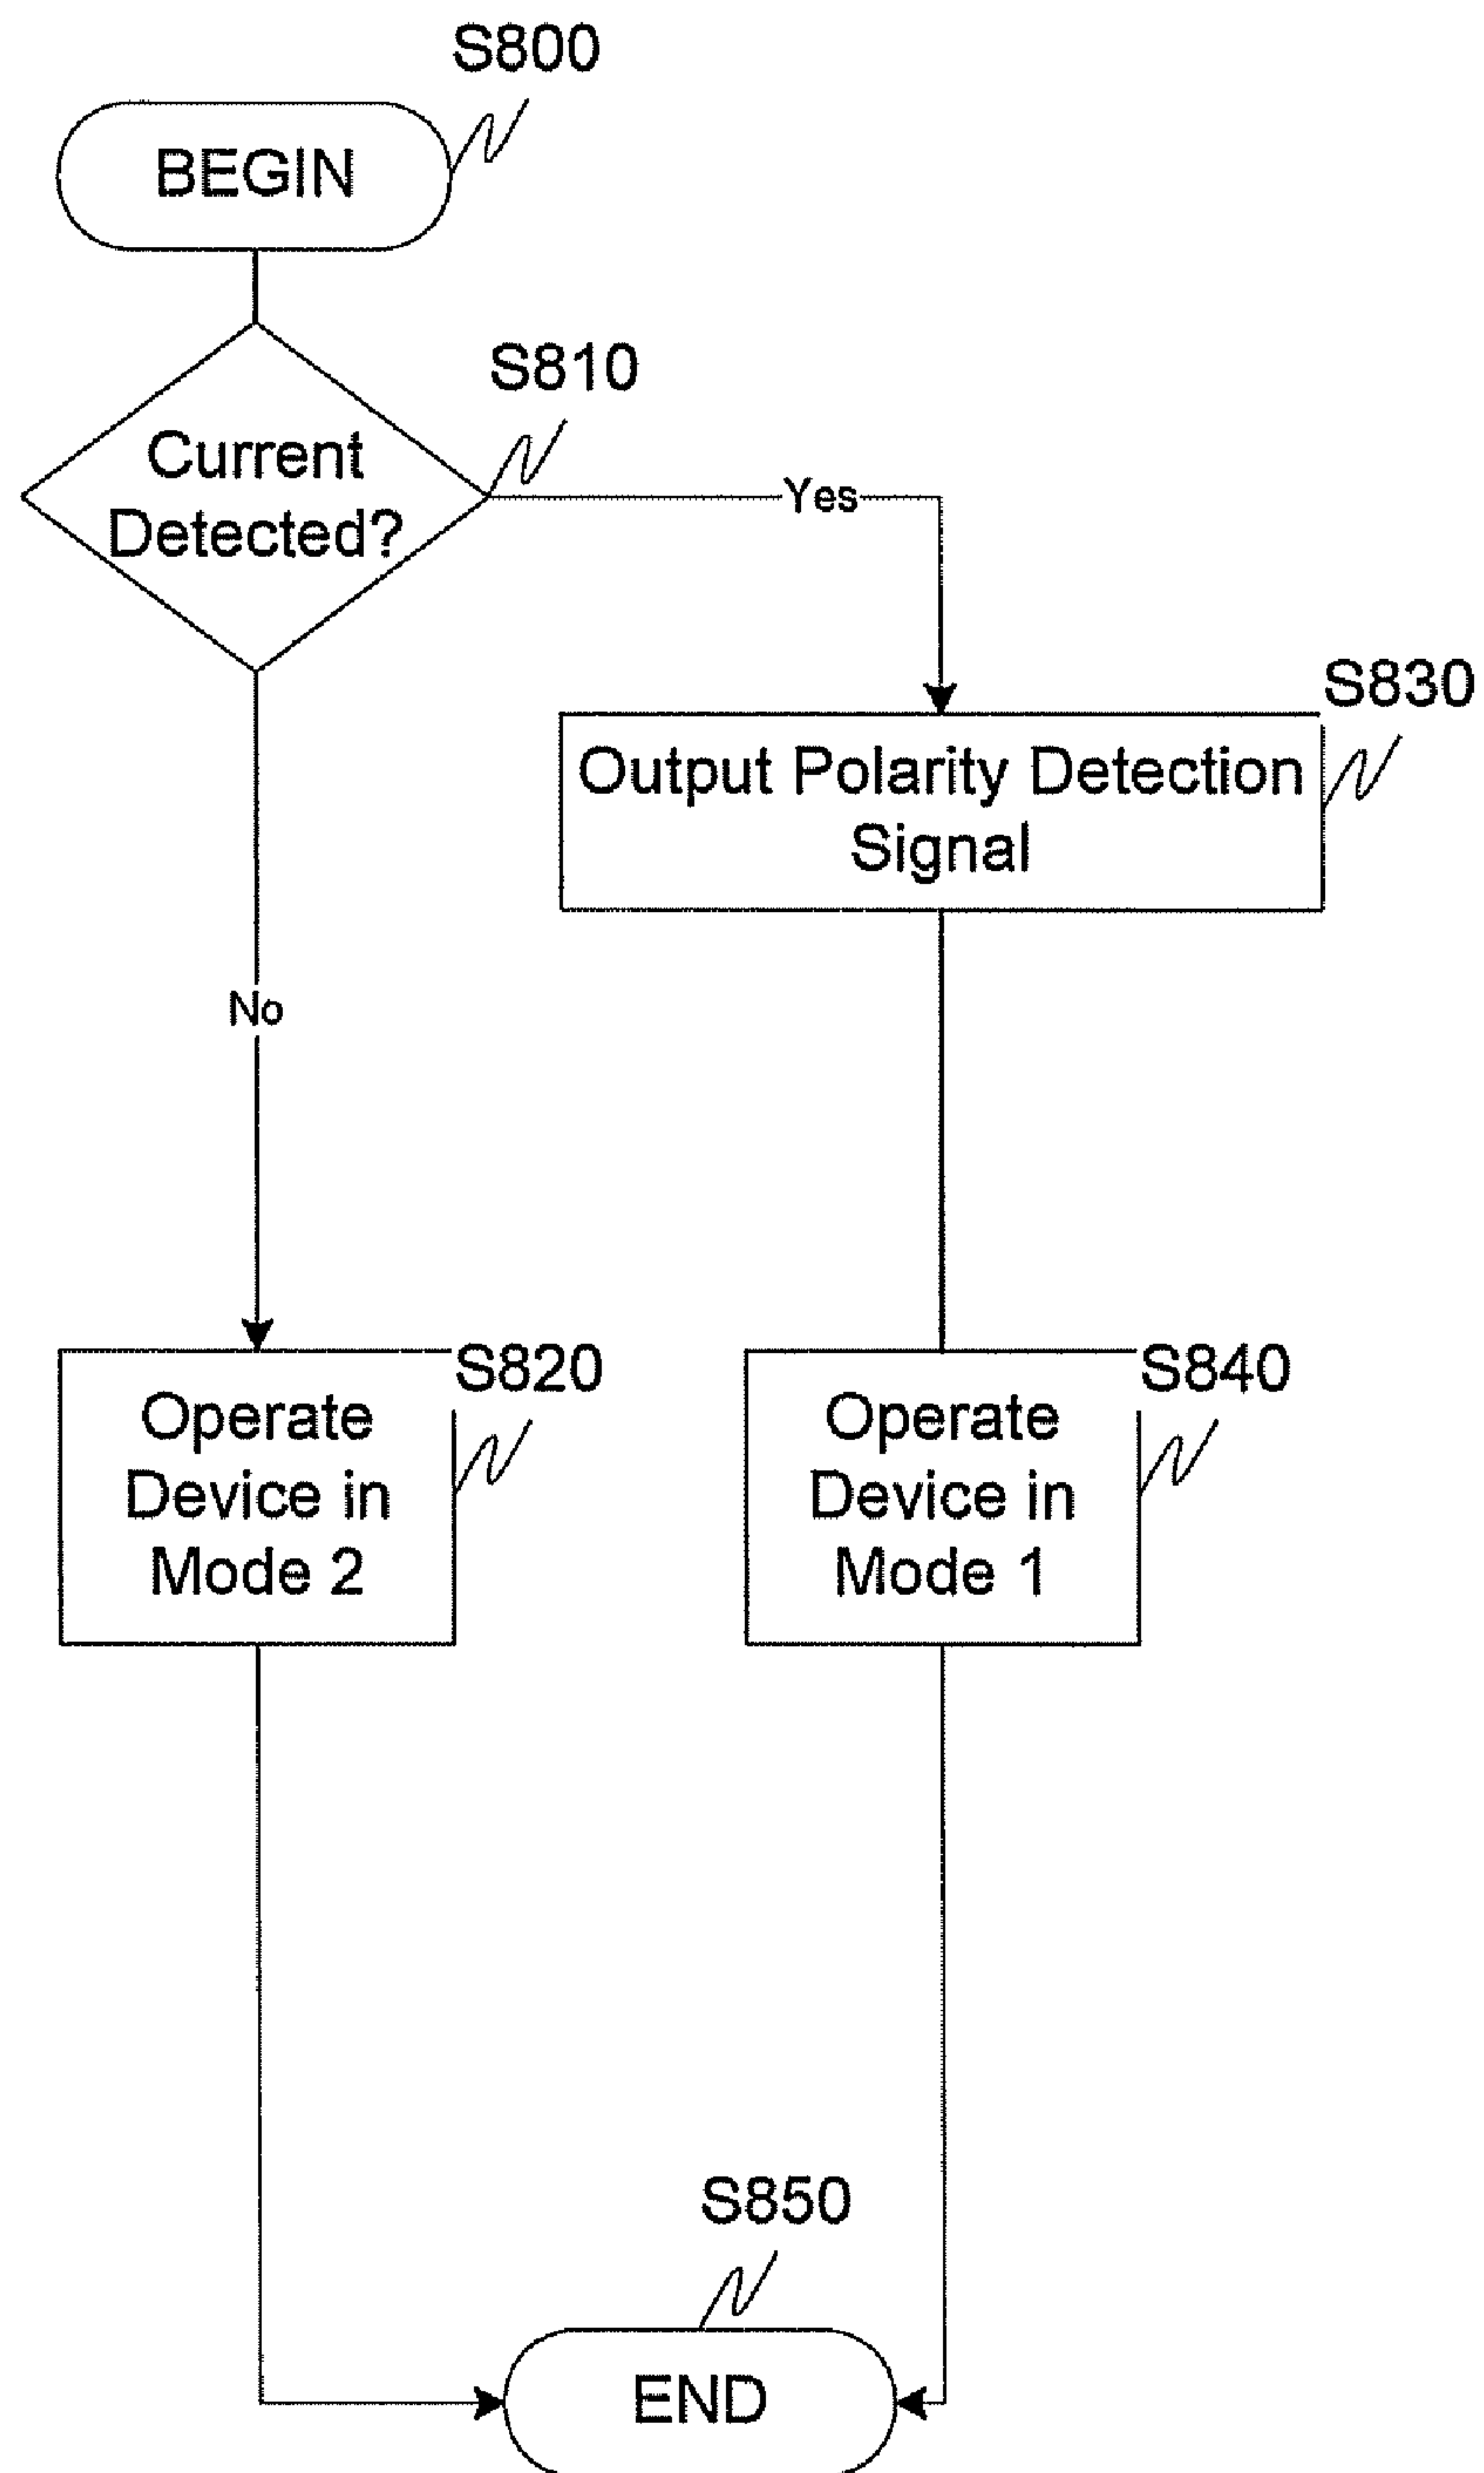 S800
BEGIN
S810
Current
Detected?
Yes
S830
Output Polarity Detection
Signal
No
S820
Operate
Device in
Mode 2
S840
Operate
Device in
Mode 1
S850
END